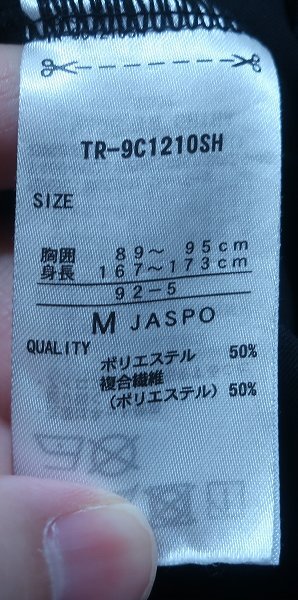 TR-9C1210SH
SIZE
胸囲 89～ 95cm
身長 167～173cm
92-5
M JASPO
QUALITY
ポリエステル 50%
複合繊維
(ポリエステル) 50%